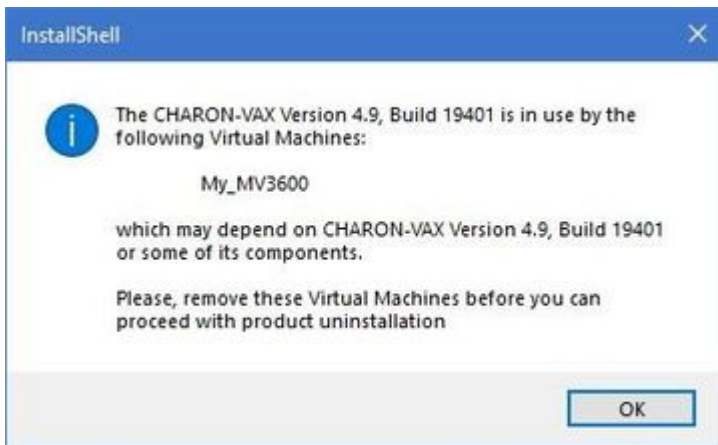 InstallShell
The CHARON-VAX Version 4.9, Build 19401 is in use by the
following Virtual Machines:
My_MV3600
which may depend on CHARON-VAX Version 4.9, Build 19401
or some of its components.
Please, remove these Virtual Machines before you can
proceed with product uninstallation
OK